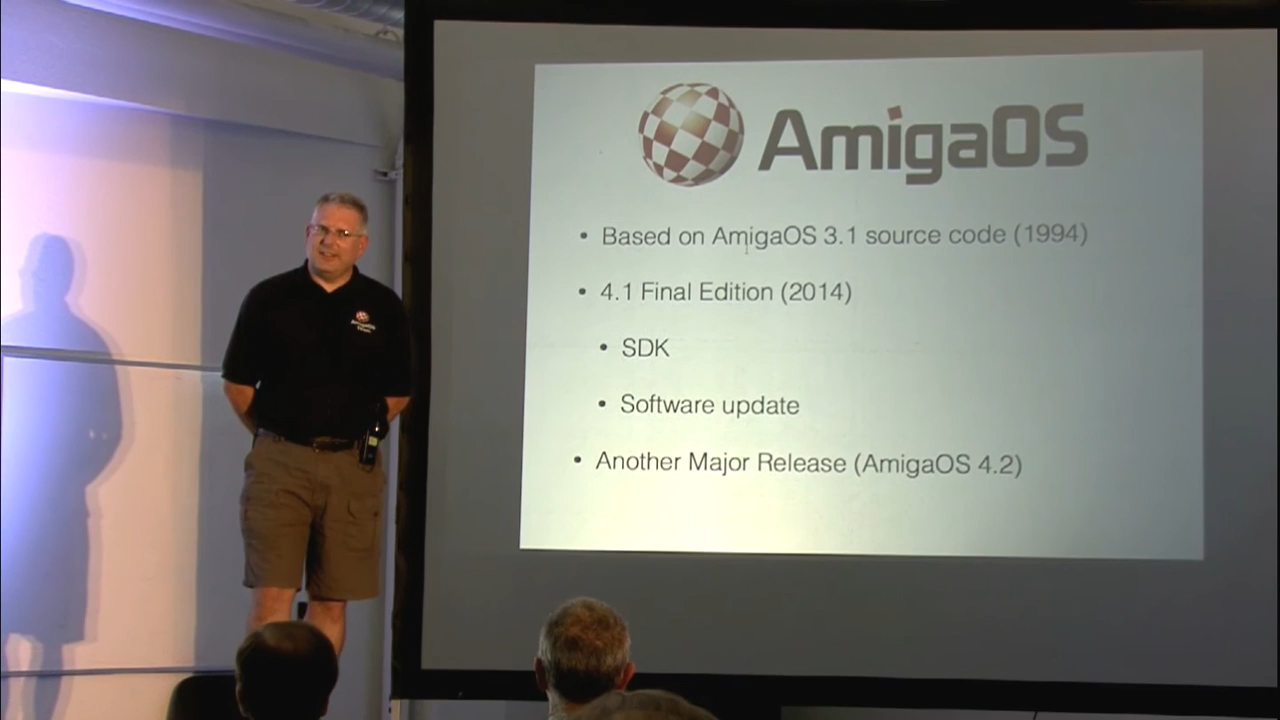 AmigaOS
• Based on AmigaOS 3.1 source code (1994)
• 4.1 Final Edition (2014)
• SDK
• Software update
• Another Major Release (AmigaOS 4.2)